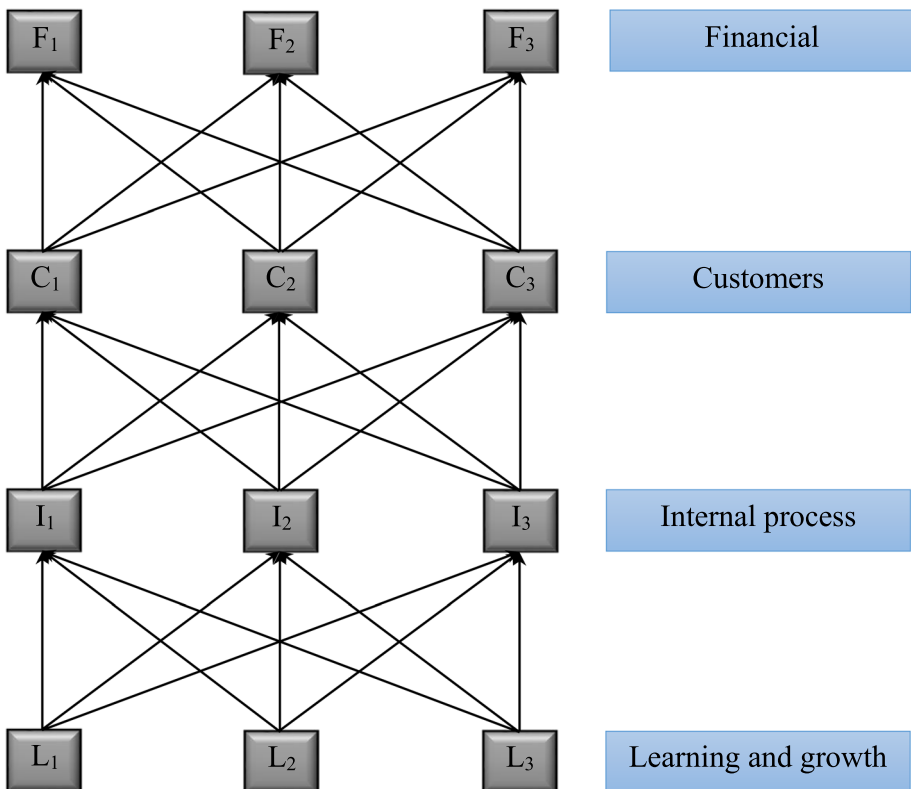 F₁ F₂ F₃ Financial
C₁ C₂ C₃ Customers
I₁ I₂ I₃ Internal process
L₁ L₂ L₃ Learning and growth